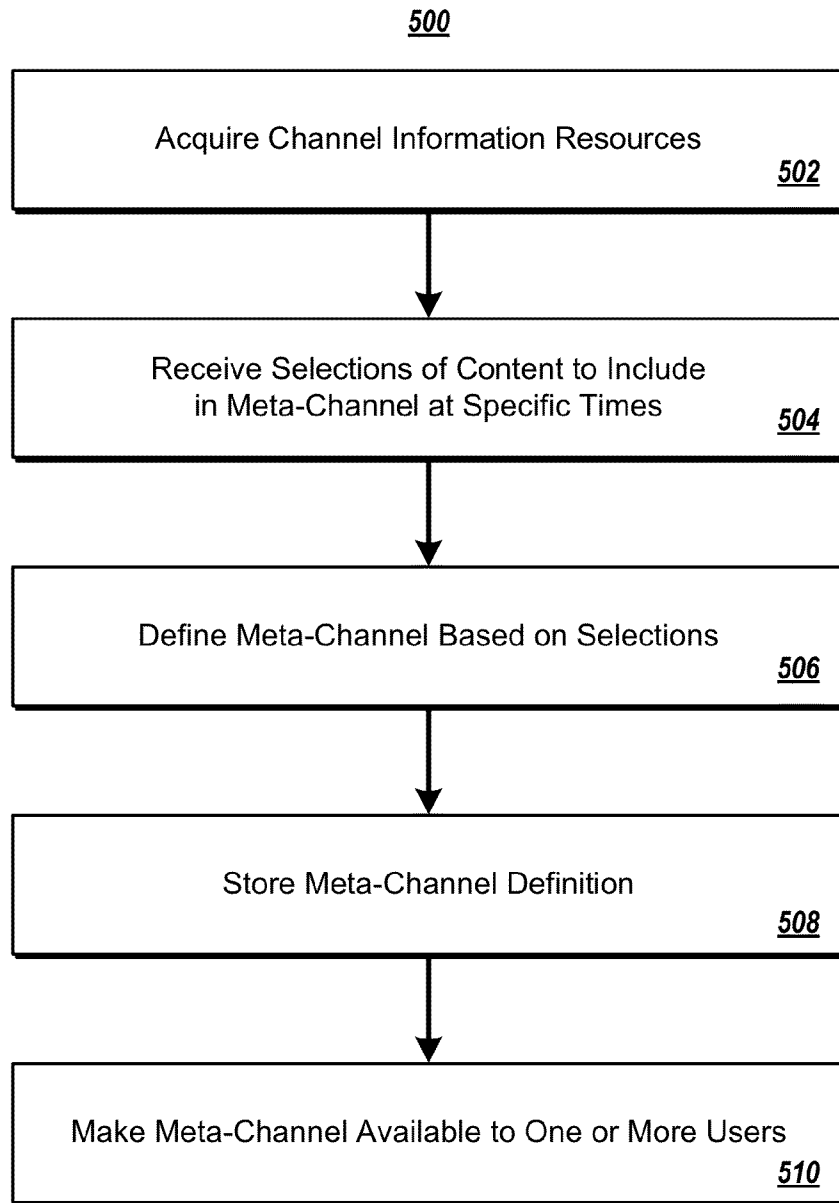 500
Acquire Channel Information Resources
502
Receive Selections of Content to Include
in Meta-Channel at Specific Times
504
Define Meta-Channel Based on Selections
506
Store Meta-Channel Definition
508
Make Meta-Channel Available to One or More Users
510